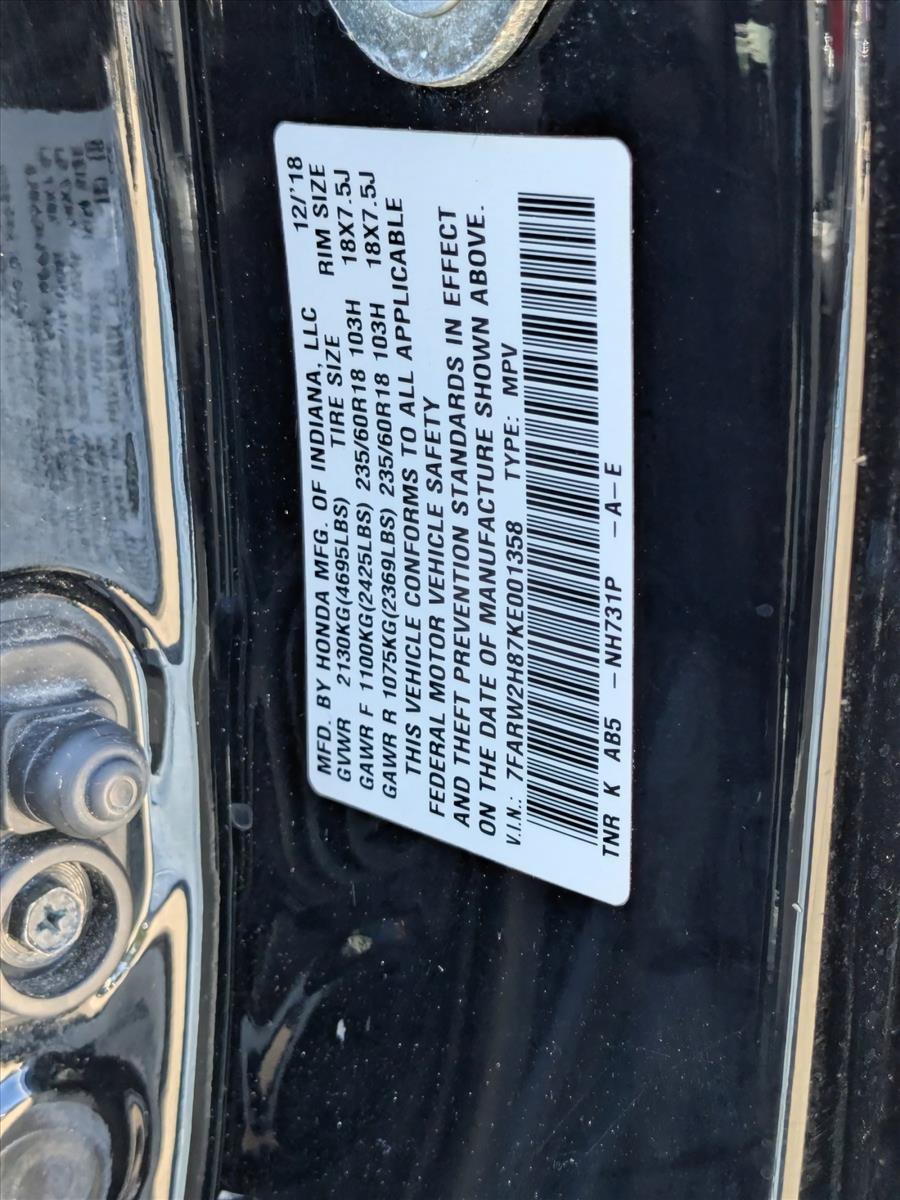 MFD. BY HONDA MFG. OF INDIANA, LLC 12/'18
GVWR 2130KG(4695LBS) TIRE SIZE RIM SIZE
GAWR F 1100KG(2425LBS) 235/60R18 103H 18X7.5J
GAWR R 1075KG(2369LBS) 235/60R18 103H 18X7.5J
THIS VEHICLE CONFORMS TO ALL APPLICABLE
FEDERAL MOTOR VEHICLE SAFETY
AND THEFT PREVENTION STANDARDS IN EFFECT
ON THE DATE OF MANUFACTURE SHOWN ABOVE.
V.I.N.: 7FARW2H87KE001358 TYPE: MPV
TNR K AB5 -NH731P -A-E